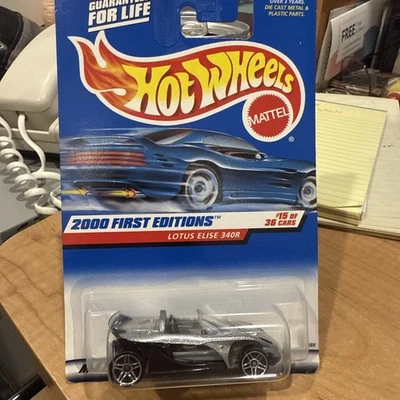 GUARANTEED
FOR LIFE
OVER 3 YEARS.
DIE CAST METAL &
PLASTIC PARTS.
FREE
HOT WHEELS
MATTEL
2000 FIRST EDITIONS™
LOTUS ELISE 340R
#15 OF
36 CARS